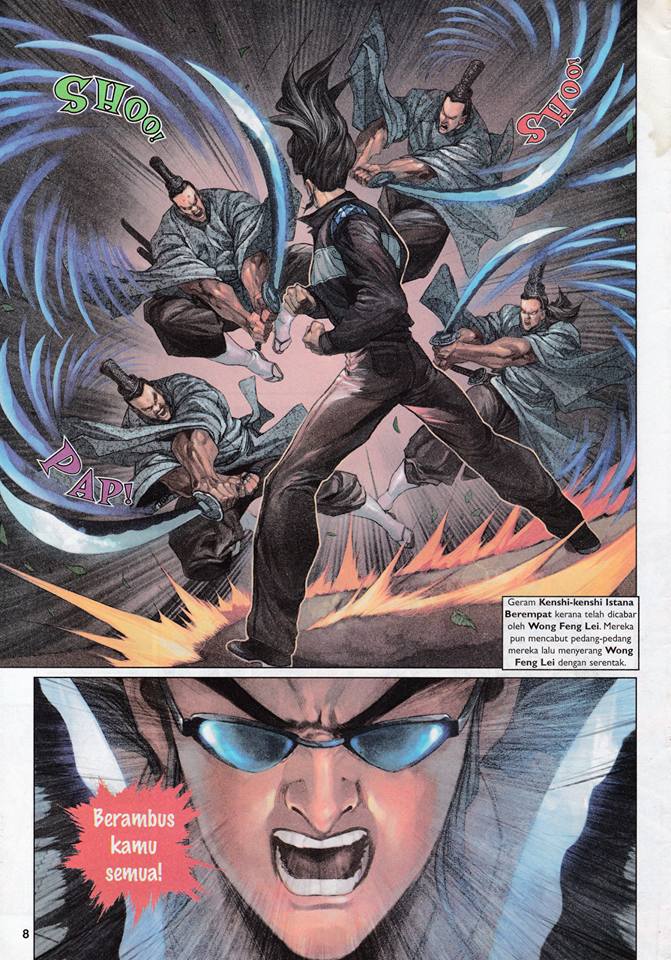 SHOO!
SHOO!
PAP!
Geram Kenshi-kenshi Istana
Berempat kerana telah dicabar
oleh Wong Feng Lei. Mereka
pun mencabut pedang-pedang
mereka lalu menyerang Wong
Feng Lei dengan serentak.
Berambus
kamu
semua!
8